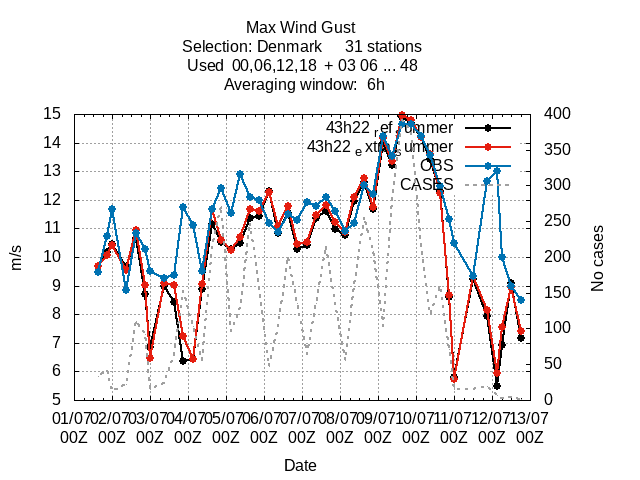 Max Wind Gust
Selection: Denmark 31 stations
Used 00,06,12,18 + 03 06 ... 48
Averaging window: 6h
15
14
13
12
11
10
9
8
7
6
5
m/s
400
350
300
250
200
150
100
50
0
No cases
43h22_ref_summer
43h22_extra_summer
OBS
CASES
01/07 02/07 03/07 04/07 05/07 06/07 07/07 08/07 09/07 10/07 11/07 12/07 13/07
00Z 00Z 00Z 00Z 00Z 00Z 00Z 00Z 00Z 00Z 00Z 00Z 00Z
Date